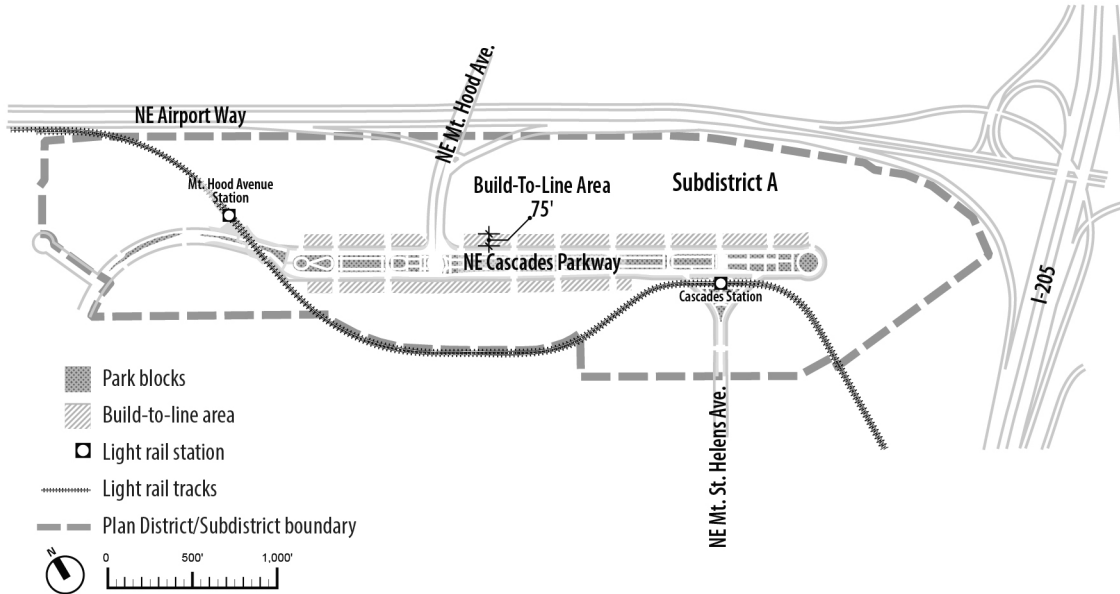 NE Airport Way
NE Mt. Hood Ave.
Mt. Hood Avenue
Station
Build-To-Line Area
75'
Subdistrict A
NE Cascades Parkway
Cascades Station
I-205
NE Mt. St. Helens Ave.
Park blocks
Build-to-line area
Light rail station
Light rail tracks
Plan District/Subdistrict boundary
N
0 500' 1,000'